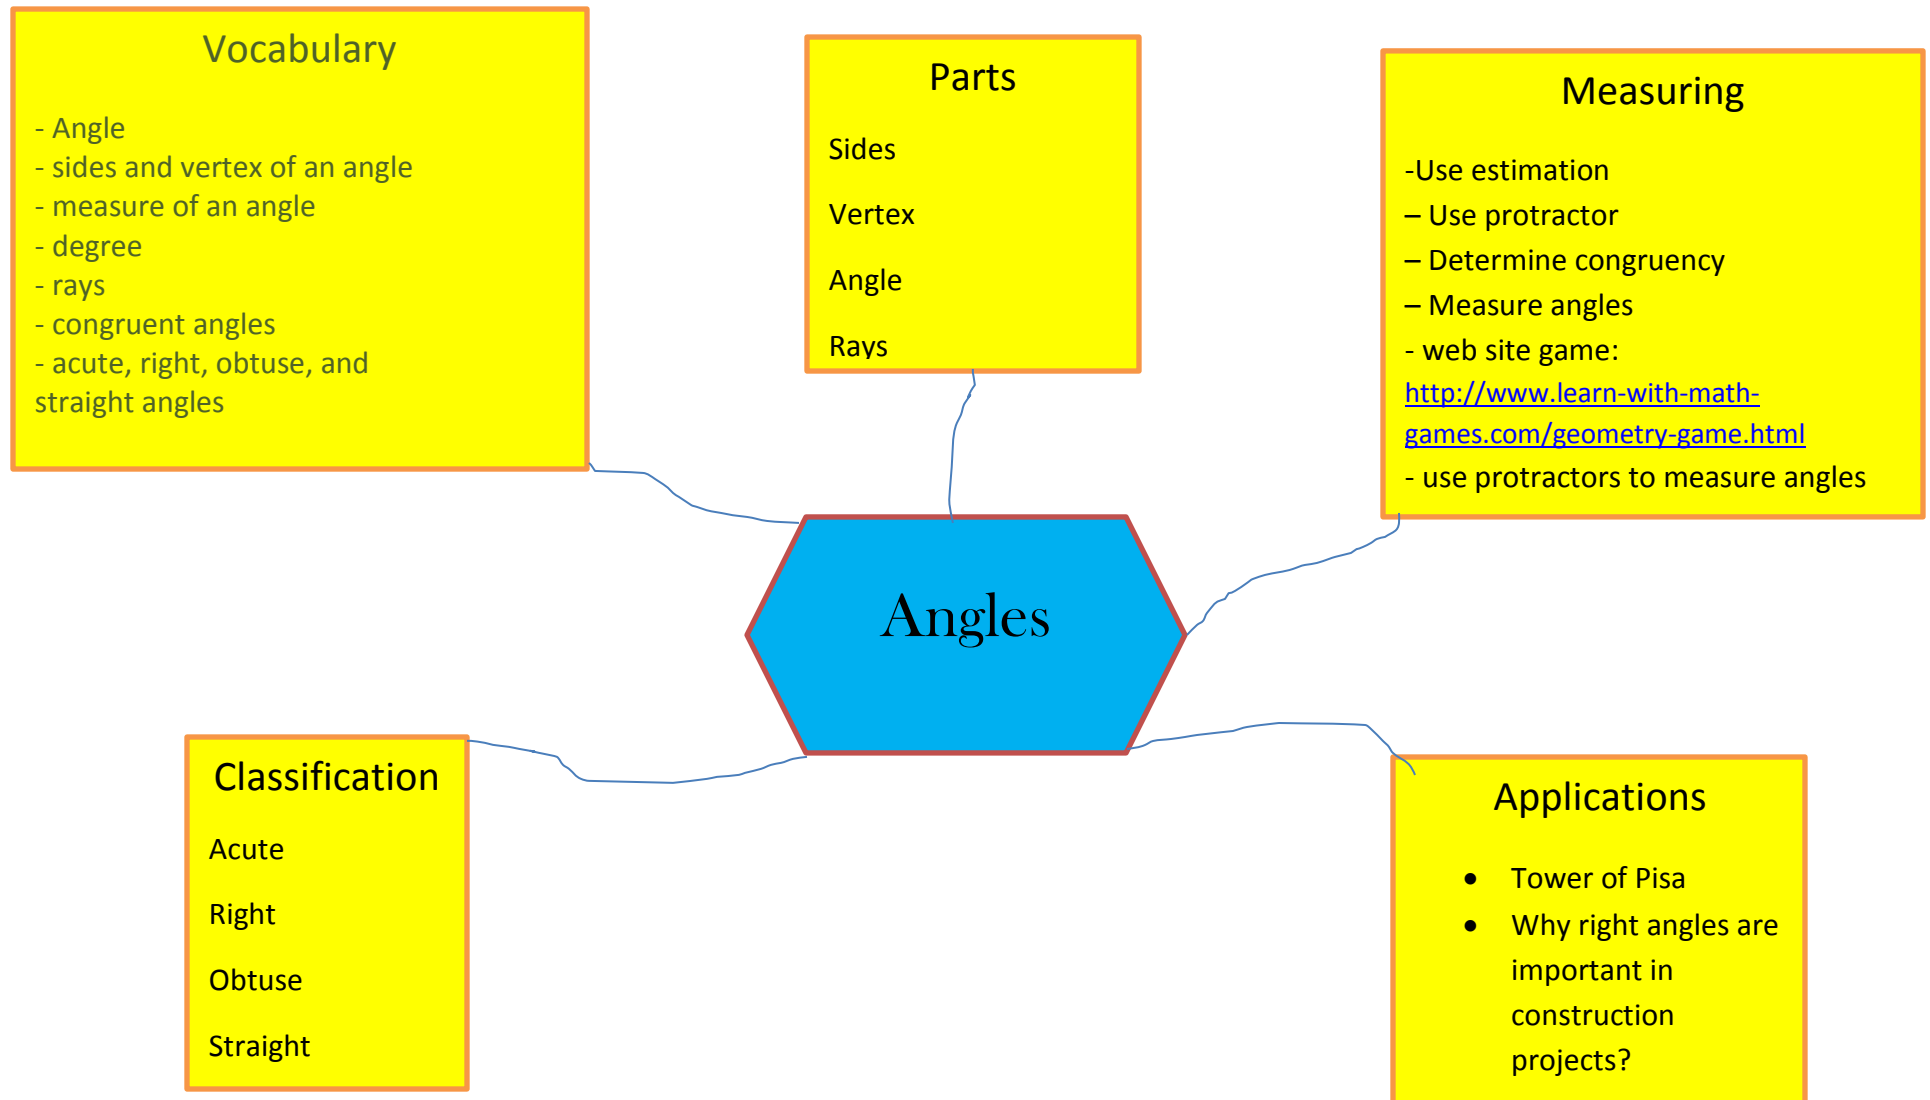 Vocabulary
- Angle
- sides and vertex of an angle
- measure of an angle
- degree
- rays
- congruent angles
- acute, right, obtuse, and
straight angles
Parts
Sides
Vertex
Angle
Rays
Measuring
-Use estimation
– Use protractor
– Determine congruency
– Measure angles
- web site game:
http://www.learn-with-math-
games.com/geometry-game.html
- use protractors to measure angles
Angles
Classification
Acute
Right
Obtuse
Straight
Applications
• Tower of Pisa
• Why right angles are
important in
construction
projects?